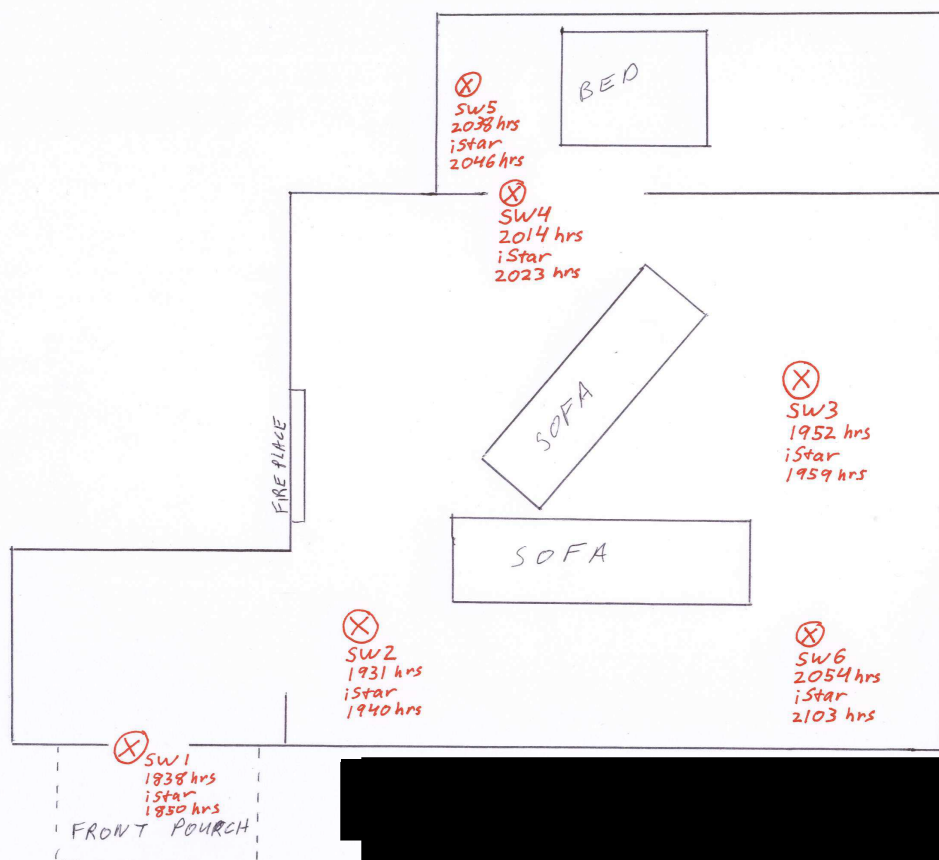 BED
SW5
2038 hrs
iStar
2046 hrs
SW4
2014 hrs
iStar
2023 hrs
SOFA
SW3
1952 hrs
iStar
1959 hrs
FIRE PLACE
SOFA
SW2
1931 hrs
iStar
1940 hrs
SW6
2054 hrs
iStar
2103 hrs
SW1
1838 hrs
iStar
1850 hrs
FRONT POURCH